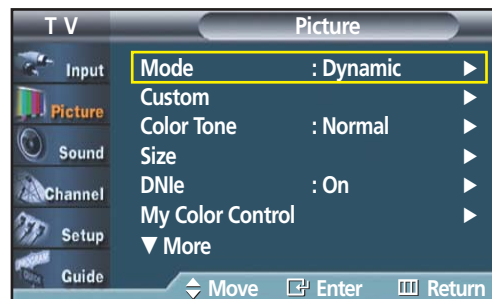 T V
Picture
Input
Picture
Sound
Channel
Setup
Guide
Mode : Dynamic ▶
Custom ▶
Color Tone : Normal ▶
Size ▶
DNIe : On ▶
My Color Control ▶
▼ More
Move Enter Return